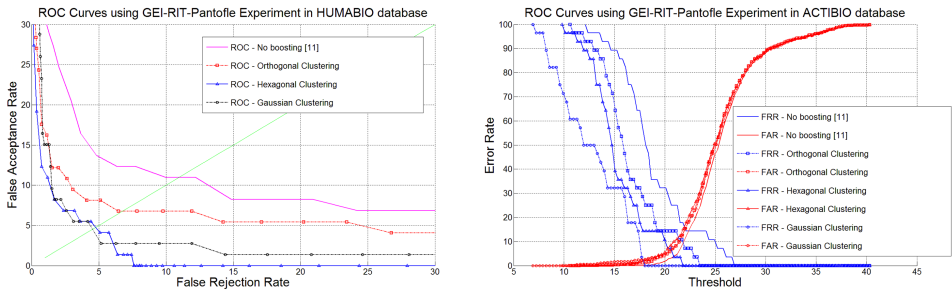 ROC Curves using GEI-RIT-Pantofle Experiment in HUMABIO database
30
25
20
15
10
5
0
False Acceptance Rate
ROC - No boosting [11]
ROC - Orthogonal Clustering
ROC - Hexagonal Clustering
ROC - Gaussian Clustering
0
5
10
15
20
25
30
False Rejection Rate
ROC Curves using GEI-RIT-Pantofle Experiment in ACTIBIO database
100
90
80
70
60
50
40
30
20
10
0
Error Rate
FRR - No boosting [11]
FAR - No boosting [11]
FRR - Orthogonal Clustering
FAR - Orthogonal Clustering
FRR - Hexagonal Clustering
FAR - Hexagonal Clustering
FRR - Gaussian Clustering
FAR - Gaussian Clustering
5
10
15
20
25
30
35
40
45
Threshold